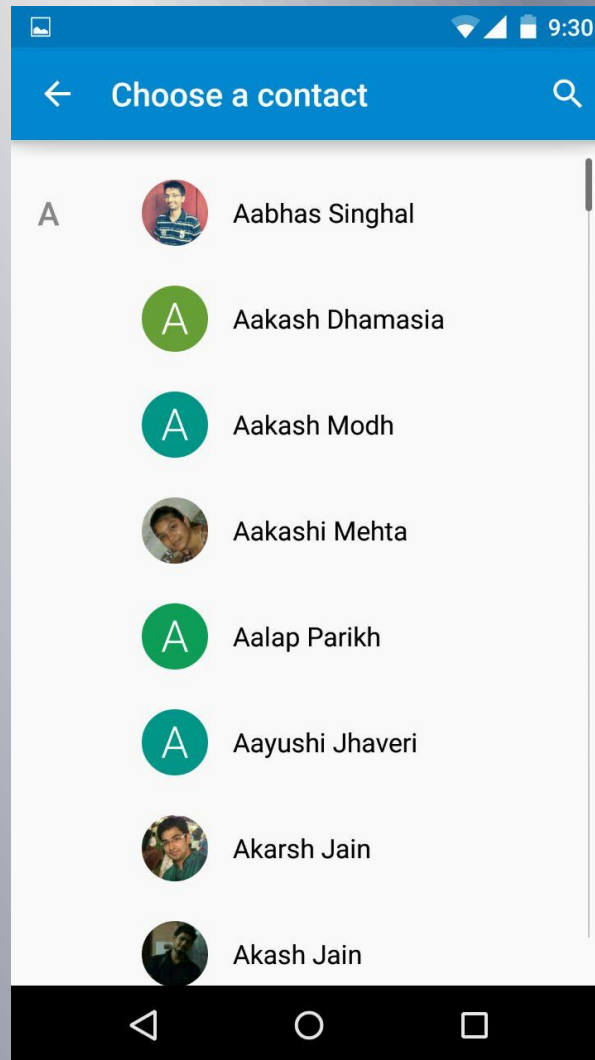 9:30
Choose a contact
A
Aabhas Singhal
A
Aakash Dhamasia
A
Aakash Modh
Aakashi Mehta
A
Aalap Parikh
A
Aayushi Jhaveri
Akarsh Jain
Akash Jain